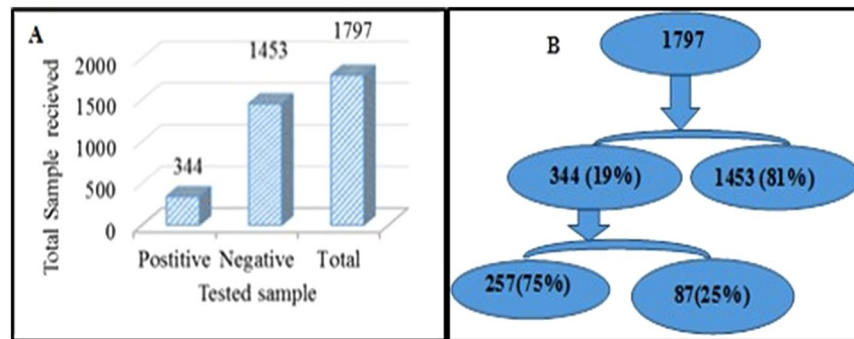 A
Total Sample recieved
2000
1500
1000
500
0
344
1453
1797
Postitive Negative Total
Tested sample
B
1797
344 (19%)
1453 (81%)
257(75%)
87(25%)